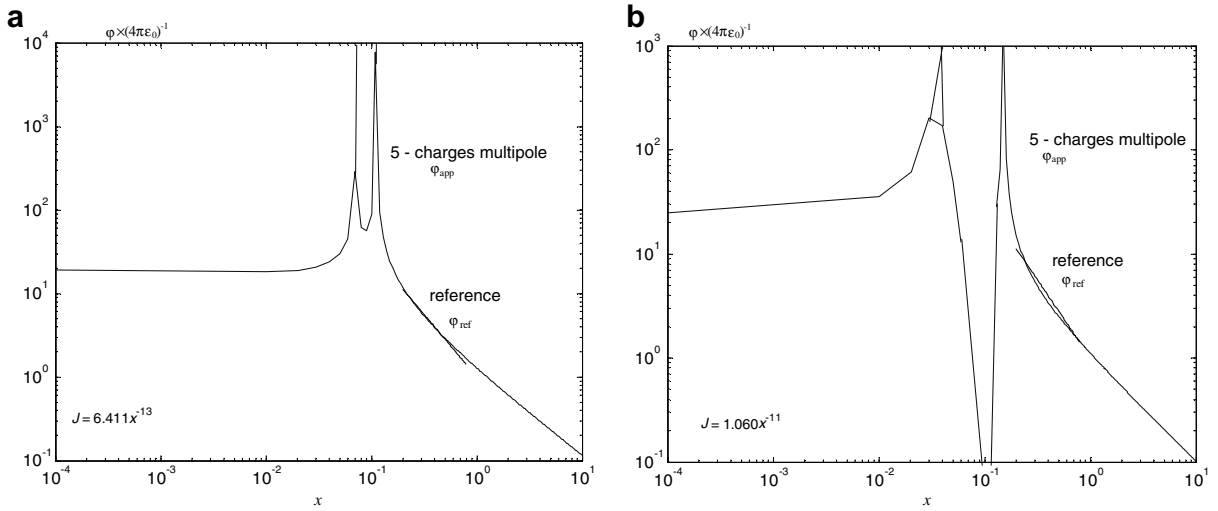 a
φ×(4πε₀)⁻¹
10⁴
10³
10²
10¹
10⁰
10⁻¹
5 - charges multipole
φapp
reference
φref
J = 6.411x⁻¹³
10⁻⁴ 10⁻³ 10⁻² 10⁻¹ 10⁰ 10¹
x
b
φ×(4πε₀)⁻¹
10³
10²
10¹
10⁰
10⁻¹
5 - charges multipole
φapp
reference
φref
J = 1.060x⁻¹¹
10⁻⁴ 10⁻³ 10⁻² 10⁻¹ 10⁰ 10¹
x